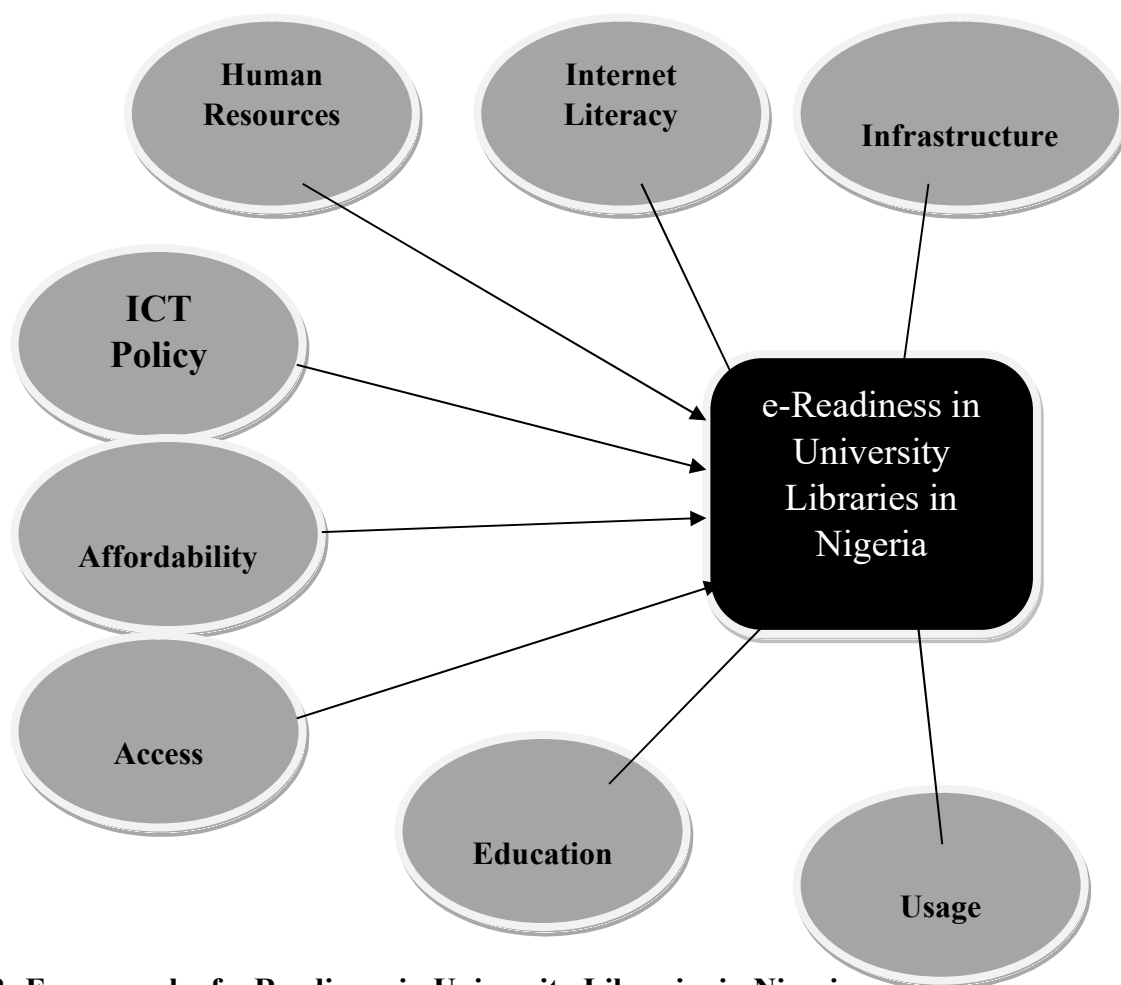 Human
Resources
Internet
Literacy
Infrastructure
ICT
Policy
e-Readiness in
University
Libraries in
Nigeria
Affordability
Access
Education
Usage